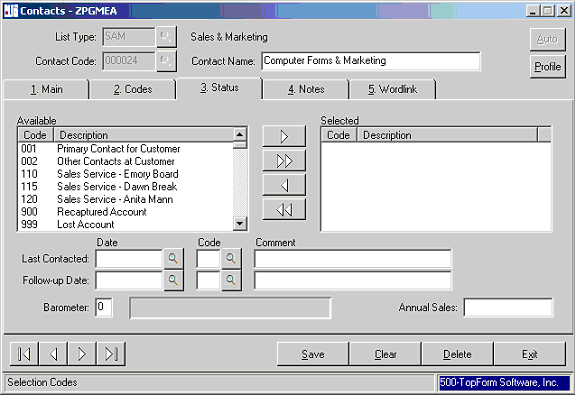 Contacts - ZPGMEA
List Type: SAM Sales & Marketing Auto
Contact Code: 000024 Contact Name: Computer Forms & Marketing Profile
1. Main 2. Codes 3. Status 4. Notes 5. Wordlink
Available Selected
Code Description Code Description
001 Primary Contact for Customer
002 Other Contacts at Customer
110 Sales Service - Emory Board
115 Sales Service - Dawn Break
120 Sales Service - Anita Mann
900 Recaptured Account
999 Lost Account
Date Code Comment
Last Contacted:
Follow-up Date:
Barometer: 0 Annual Sales:
Save Clear Delete Exit
Selection Codes 500-TopForm Software, Inc.